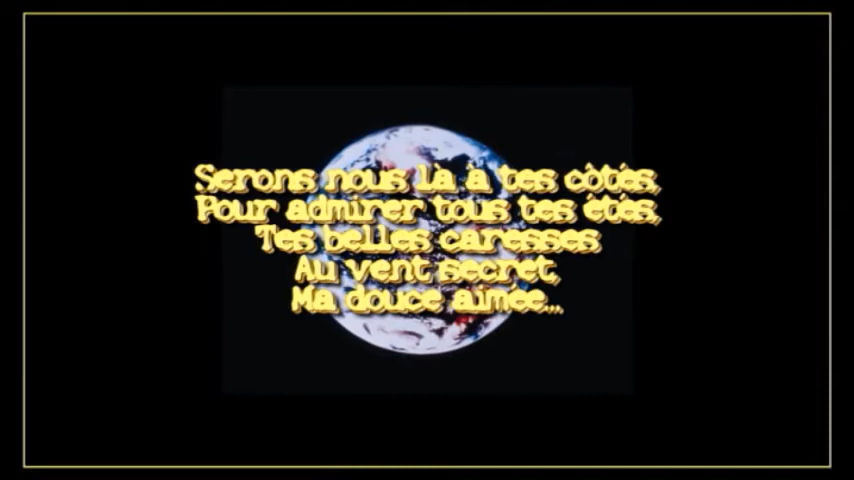 Serons nous là à tes côtés,
Pour admirer tous tes étés,
Tes belles caresses
Au vent secret,
Ma douce aimée...